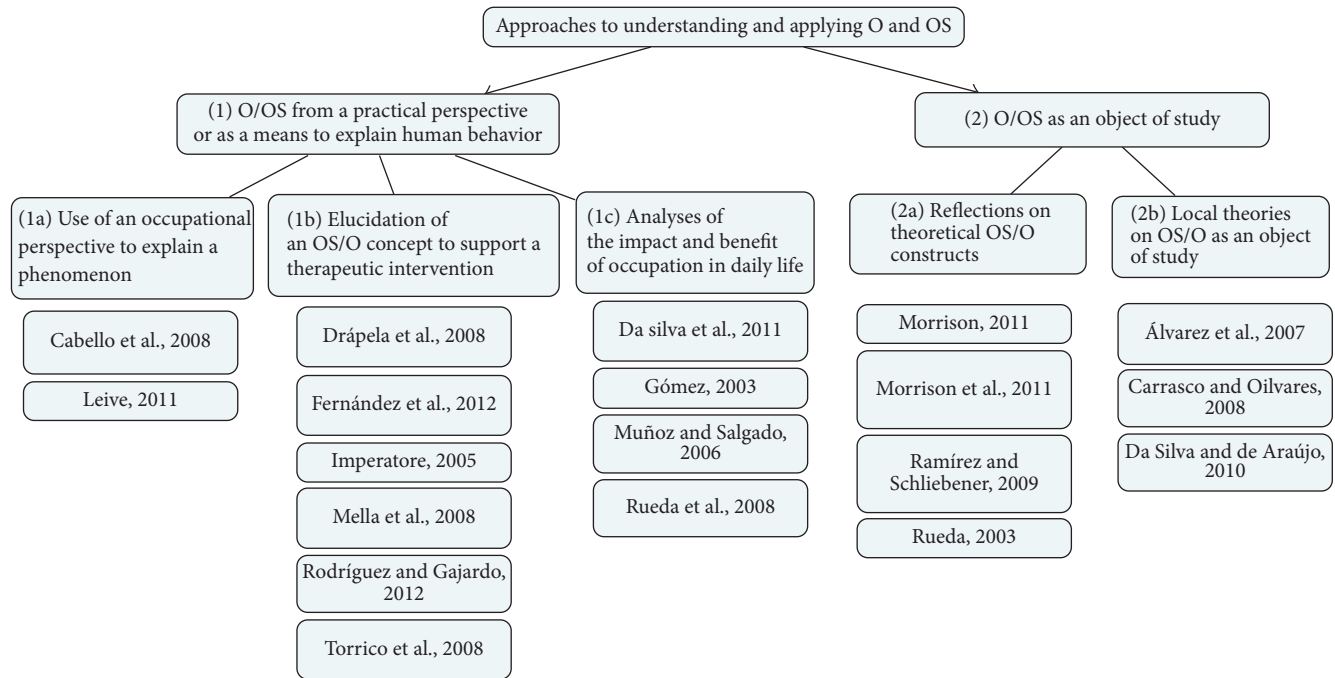 Approaches to understanding and applying O and OS
(1) O/OS from a practical perspective
or as a means to explain human behavior
(2) O/OS as an object of study
(1a) Use of an occupational
perspective to explain a
phenomenon
(1b) Elucidation of
an OS/O concept to support a
therapeutic intervention
(1c) Analyses of
the impact and benefit
of occupation in daily life
(2a) Reflections on
theoretical OS/O
constructs
(2b) Local theories
on OS/O as an object
of study
Cabello et al., 2008
Leive, 2011
Drápela et al., 2008
Fernández et al., 2012
Imperatore, 2005
Mella et al., 2008
Rodríguez and Gajardo,
2012
Torrico et al., 2008
Da silva et al., 2011
Gómez, 2003
Muñoz and Salgado,
2006
Rueda et al., 2008
Morrison, 2011
Morrison et al., 2011
Ramírez and
Schliebener, 2009
Rueda, 2003
Álvarez et al., 2007
Carrasco and Oilvares,
2008
Da Silva and de Araújo,
2010